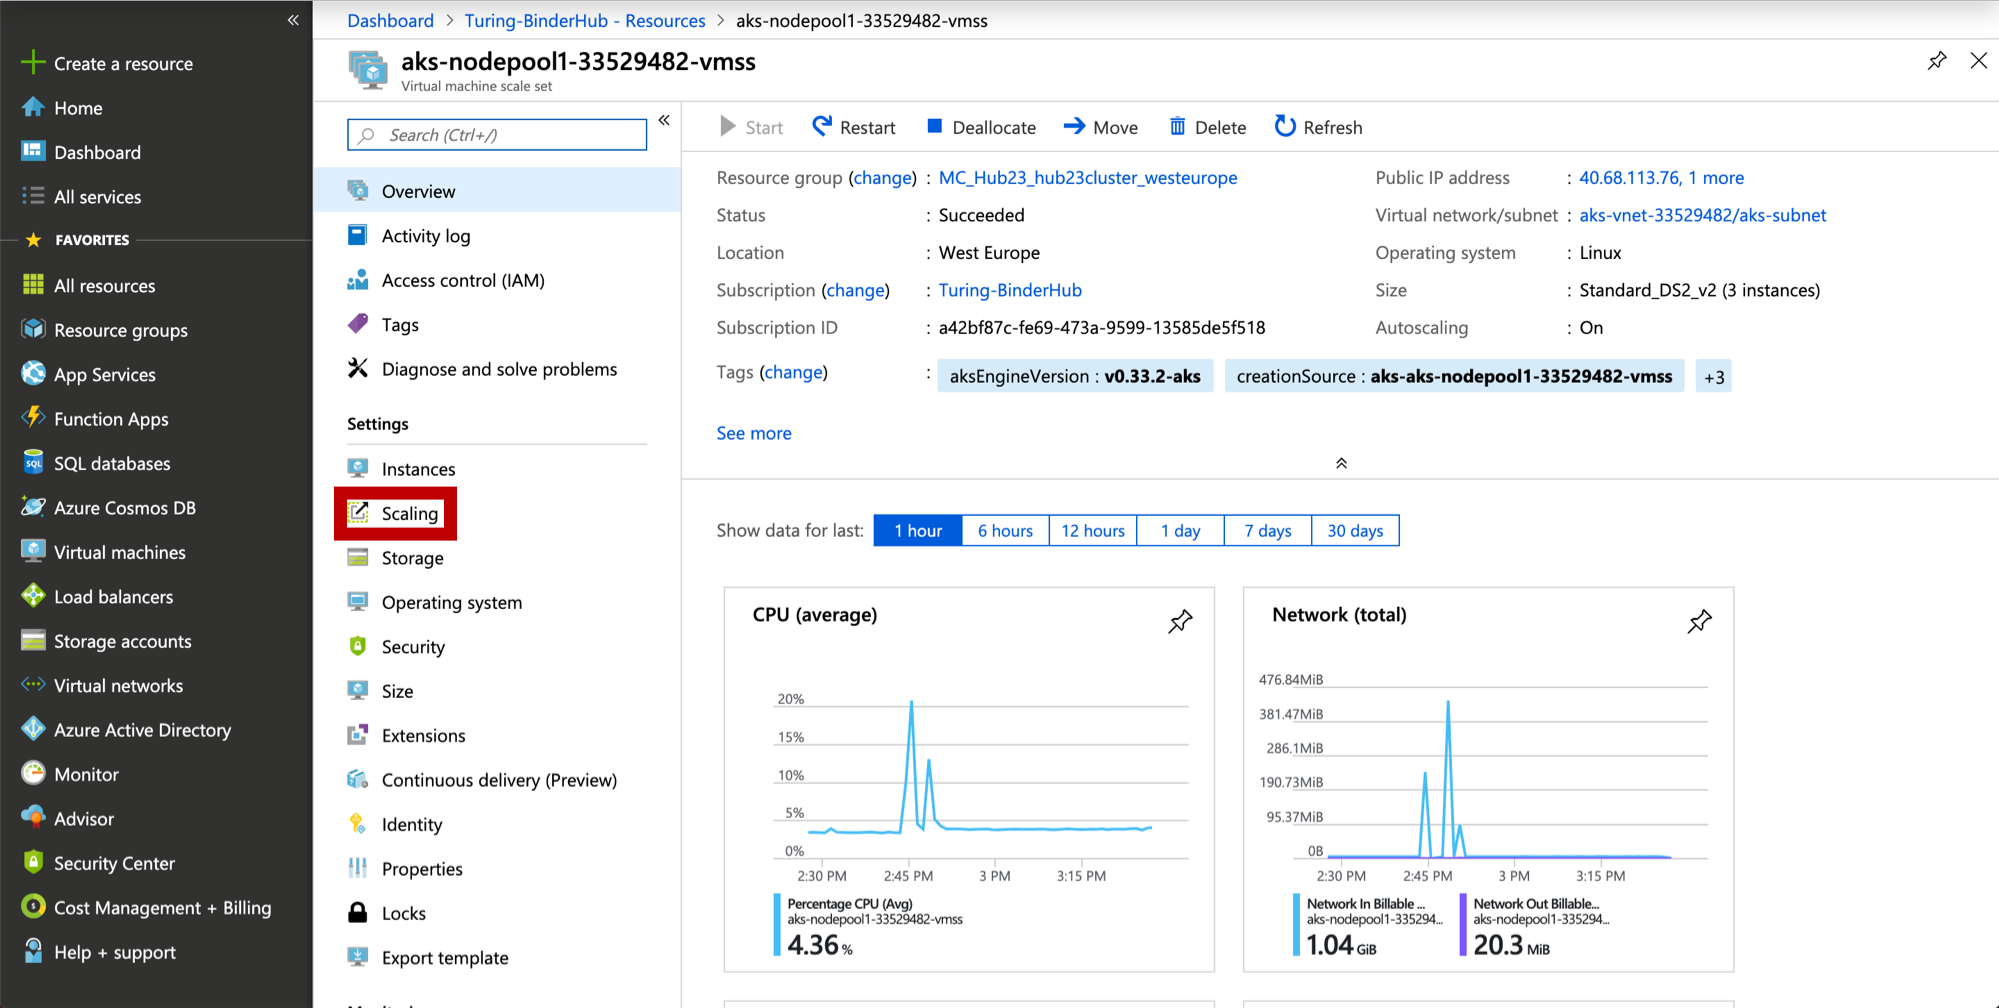 Dashboard > Turing-BinderHub - Resources > aks-nodepool1-33529482-vmss
Create a resource
Home
Dashboard
All services
FAVORITES
All resources
Resource groups
App Services
Function Apps
SQL databases
Azure Cosmos DB
Virtual machines
Load balancers
Storage accounts
Virtual networks
Azure Active Directory
Monitor
Advisor
Security Center
Cost Management + Billing
Help + support
aks-nodepool1-33529482-vmss
Virtual machine scale set
Search (Ctrl+/)
Overview
Activity log
Access control (IAM)
Tags
Diagnose and solve problems
Settings
Instances
Scaling
Storage
Operating system
Security
Size
Extensions
Continuous delivery (Preview)
Identity
Properties
Locks
Export template
Start Restart Deallocate Move Delete Refresh
Resource group (change) : MC_Hub23_hub23cluster_westeurope
Status : Succeeded
Location : West Europe
Subscription (change) : Turing-BinderHub
Subscription ID : a42bf87c-fe69-473a-9599-13585de5f518
Tags (change) : aksEngineVersion : v0.33.2-aks creationSource : aks-aks-nodepool1-33529482-vmss +3
Public IP address : 40.68.113.76, 1 more
Virtual network/subnet : aks-vnet-33529482/aks-subnet
Operating system : Linux
Size : Standard_DS2_v2 (3 instances)
Autoscaling : On
See more
Show data for last: 1 hour 6 hours 12 hours 1 day 7 days 30 days
CPU (average)
20%
15%
10%
5%
0%
2:30 PM 2:45 PM 3 PM 3:15 PM
Percentage CPU (Avg)
aks-nodepool1-33529482-vmss
4.36 %
Network (total)
476.84MiB
381.47MiB
286.1MiB
190.73MiB
95.37MiB
0B
2:30 PM 2:45 PM 3 PM 3:15 PM
Network In Billable ...
aks-nodepool1-335294...
1.04 GiB
Network Out Billable...
aks-nodepool1-335294...
20.3 MiB